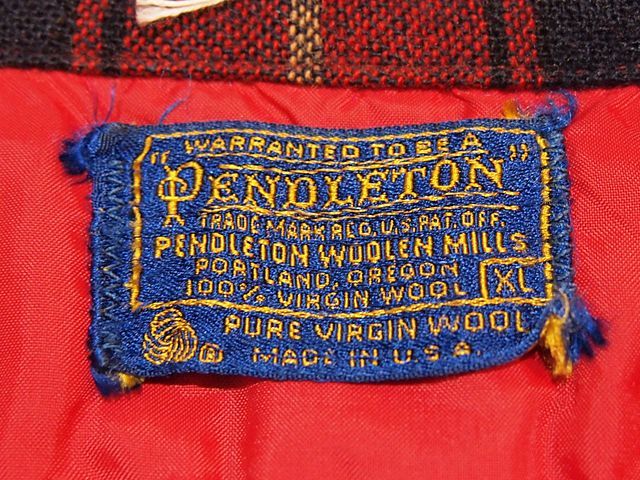 WARRANTED TO BE A
"PENDLETON"
TRADE MARK REG. U.S. PAT. OFF.
PENDLETON WOOLEN MILLS
PORTLAND, OREGON
100% VIRGIN WOOL XL
PURE VIRGIN WOOL
® MADE IN U.S.A.